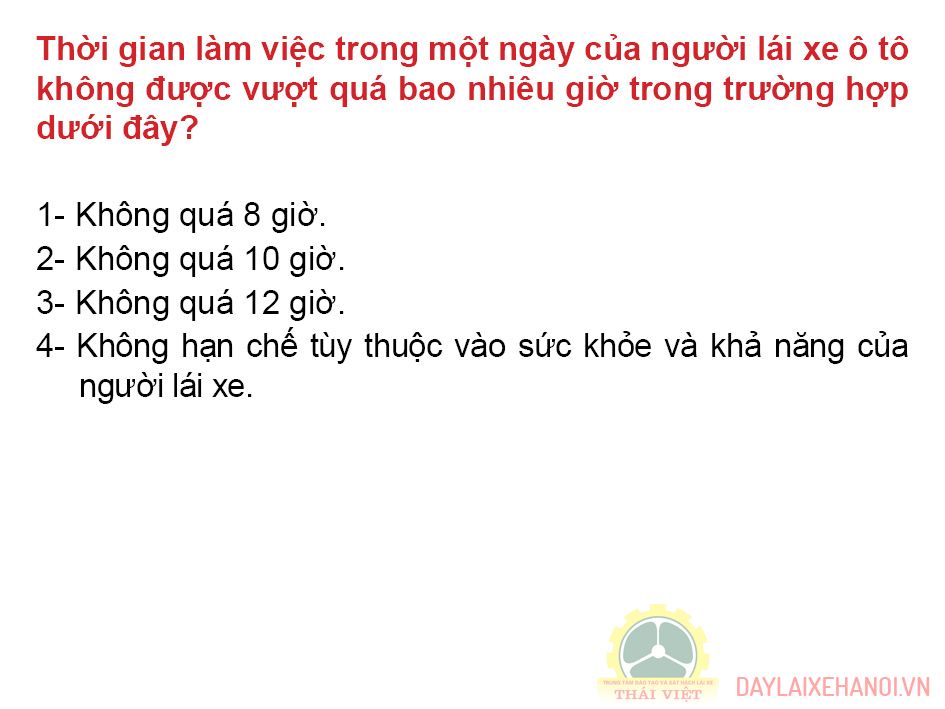 Thời gian làm việc trong một ngày của người lái xe ô tô
không được vượt quá bao nhiêu giờ trong trường hợp
dưới đây?
1- Không quá 8 giờ.
2- Không quá 10 giờ.
3- Không quá 12 giờ.
4- Không hạn chế tùy thuộc vào sức khỏe và khả năng của
người lái xe.
TRUNG TÂM ĐÀO TẠO VÀ SÁT HẠCH LÁI XE
THÁI VIỆT
DAYLAIXEHANOI.VN